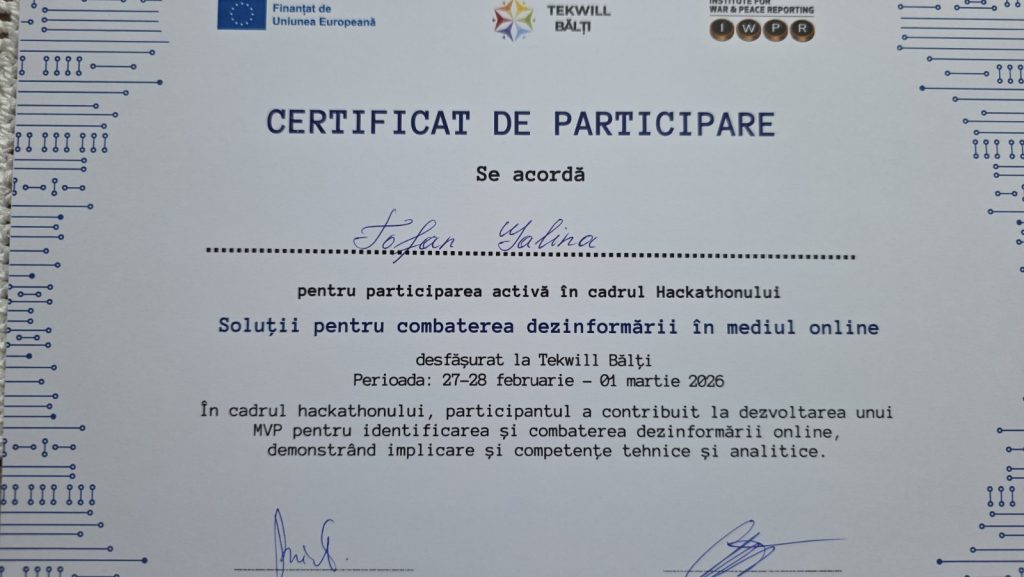 Finanțat de
Uniunea Europeană
TEKWILL
BĂLȚI
INSTITUTE FOR
WAR & PEACE REPORTING
I W P R
CERTIFICAT DE PARTICIPARE
Se acordă
Tofan Galina
pentru participarea activă în cadrul Hackathonului
Soluții pentru combaterea dezinformării în mediul online
desfășurat la Tekwill Bălți
Perioada: 27-28 februarie - 01 martie 2026
În cadrul hackathonului, participantul a contribuit la dezvoltarea unui
MVP pentru identificarea și combaterea dezinformării online,
demonstrând implicare și competențe tehnice și analitice.